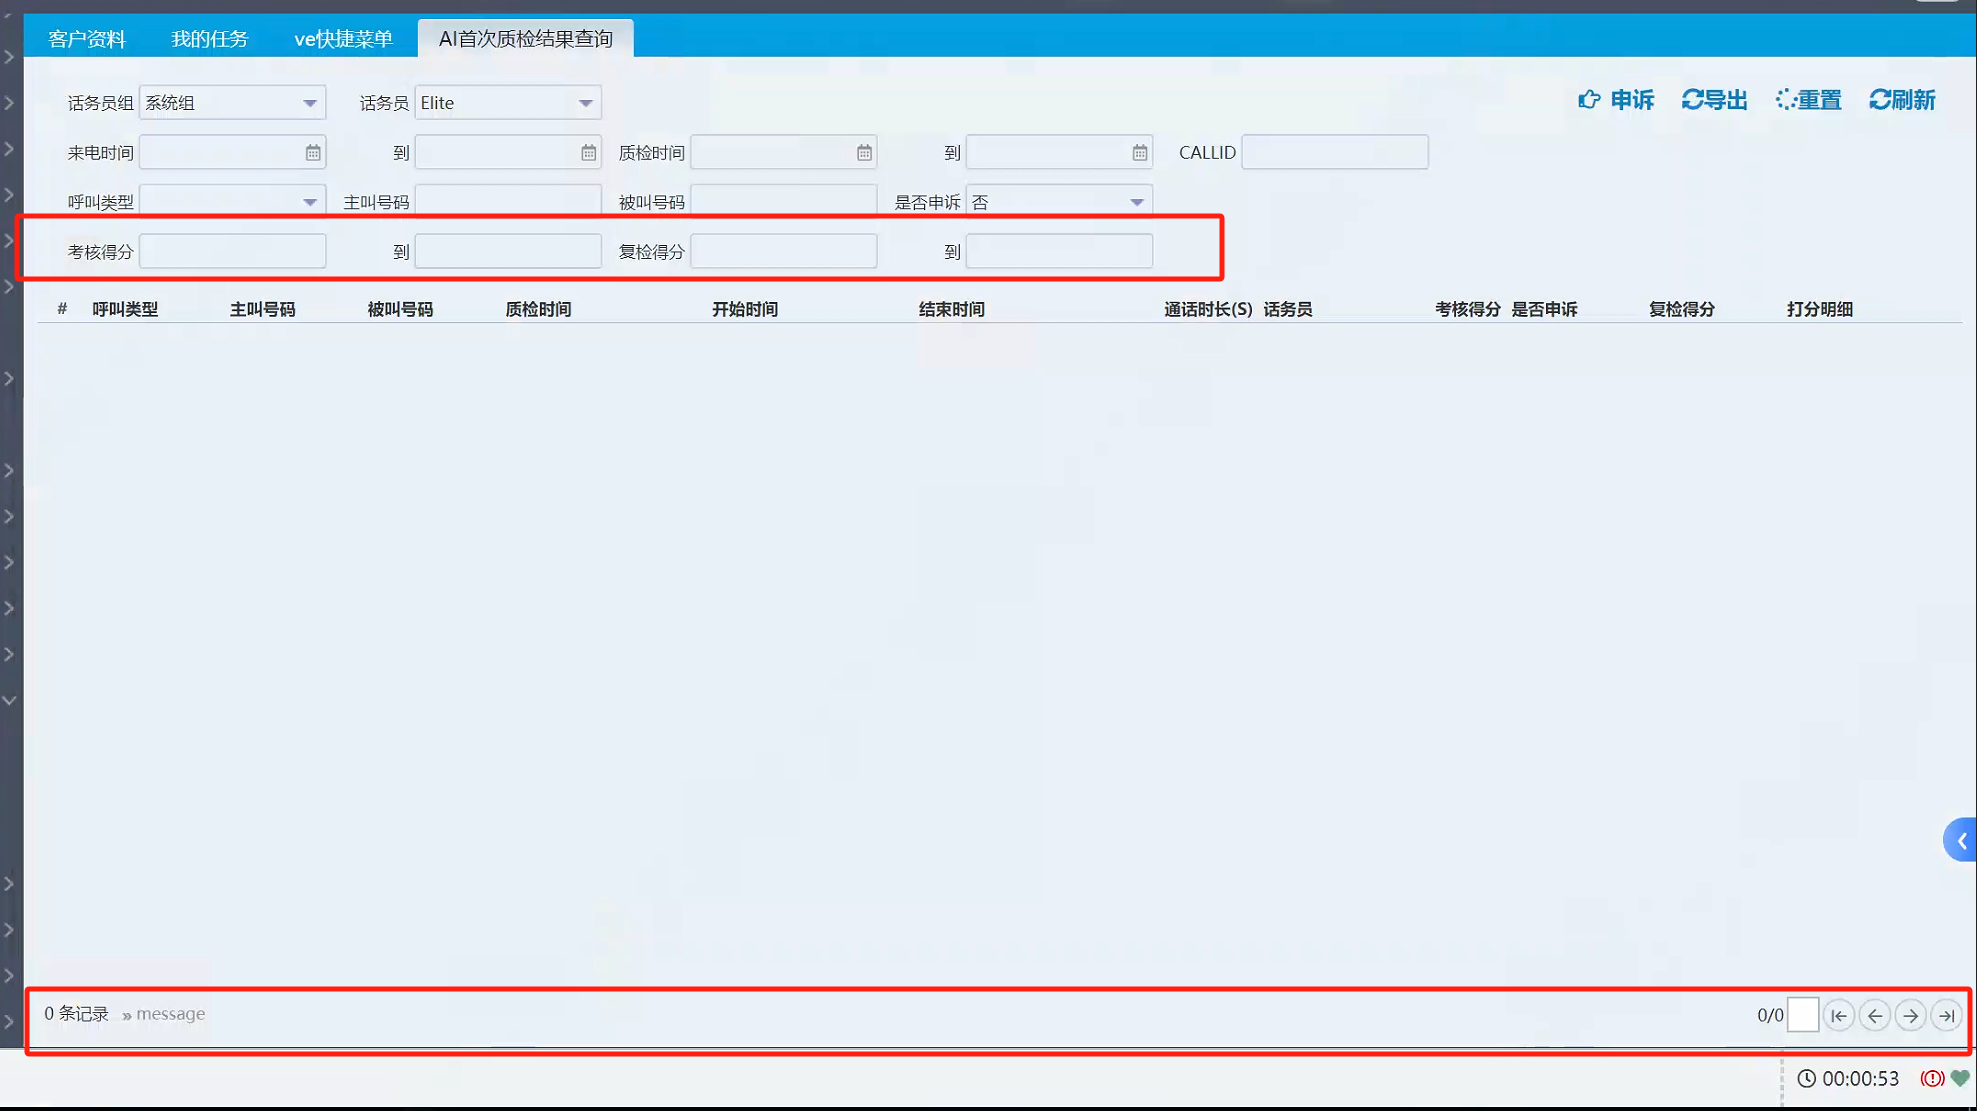 客户资料 我的任务 ve快捷菜单 AI首次质检结果查询
话务员组 系统组 话务员 Elite 申诉 导出 重置 刷新
来电时间 到 质检时间 到 CALLID
呼叫类型 主叫号码 被叫号码 是否申诉 否
考核得分 到 复检得分 到
# 呼叫类型 主叫号码 被叫号码 质检时间 开始时间 结束时间 通话时长(S) 话务员 考核得分 是否申诉 复检得分 打分明细
0 条记录 » message 0/0
00:00:53